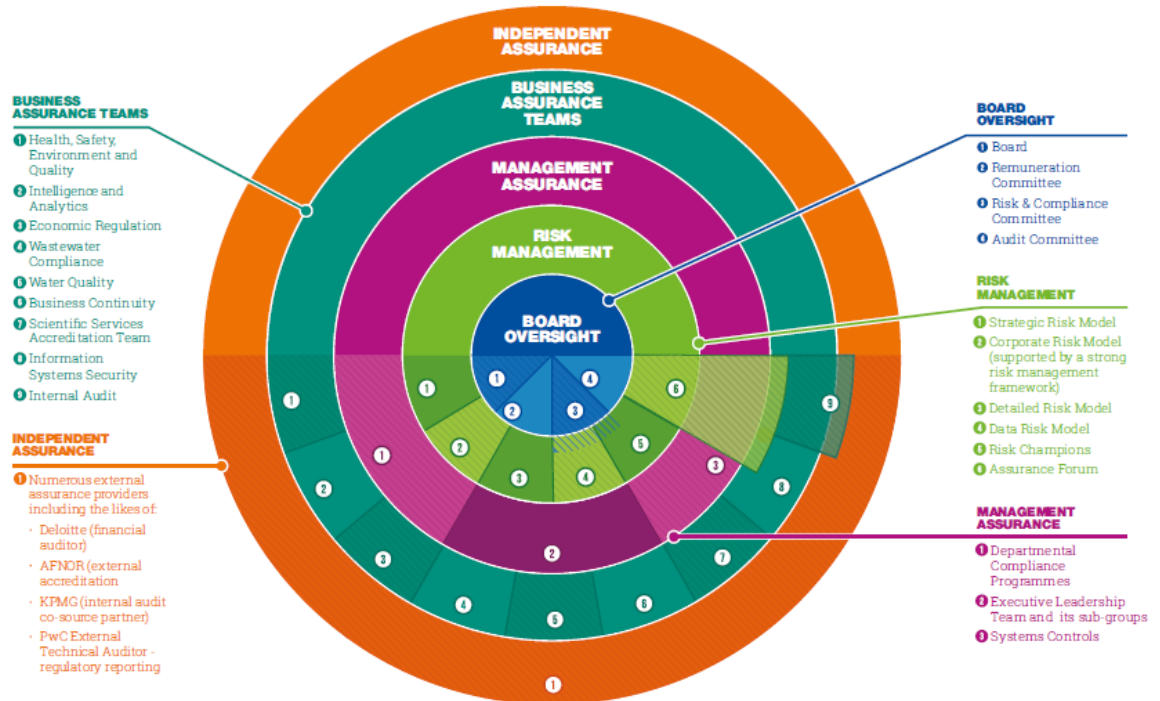 INDEPENDENT
ASSURANCE
BUSINESS
ASSURANCE
TEAMS
MANAGEMENT
ASSURANCE
RISK
MANAGEMENT
BOARD
OVERSIGHT
1
2
3
4
1
2
3
4
5
6
1
2
3
1
2
3
4
5
6
7
8
9
1
BUSINESS
ASSURANCE TEAMS
1 Health, Safety,
Environment and
Quality
2 Intelligence and
Analytics
3 Economic Regulation
4 Wastewater
Compliance
5 Water Quality
6 Business Continuity
7 Scientific Services
Accreditation Team
8 Information
Systems Security
9 Internal Audit
INDEPENDENT
ASSURANCE
1 Numerous external
assurance providers
including the likes of:
· Deloitte (financial
auditor)
· AFNOR (external
accreditation
· KPMG (internal audit
co-source partner)
· PwC External
Technical Auditor -
regulatory reporting
BOARD
OVERSIGHT
1 Board
2 Remuneration
Committee
3 Risk & Compliance
Committee
4 Audit Committee
RISK
MANAGEMENT
1 Strategic Risk Model
2 Corporate Risk Model
(supported by a strong
risk management
framework)
3 Detailed Risk Model
4 Data Risk Model
5 Risk Champions
6 Assurance Forum
MANAGEMENT
ASSURANCE
1 Departmental
Compliance
Programmes
2 Executive Leadership
Team and its sub-groups
3 Systems Controls